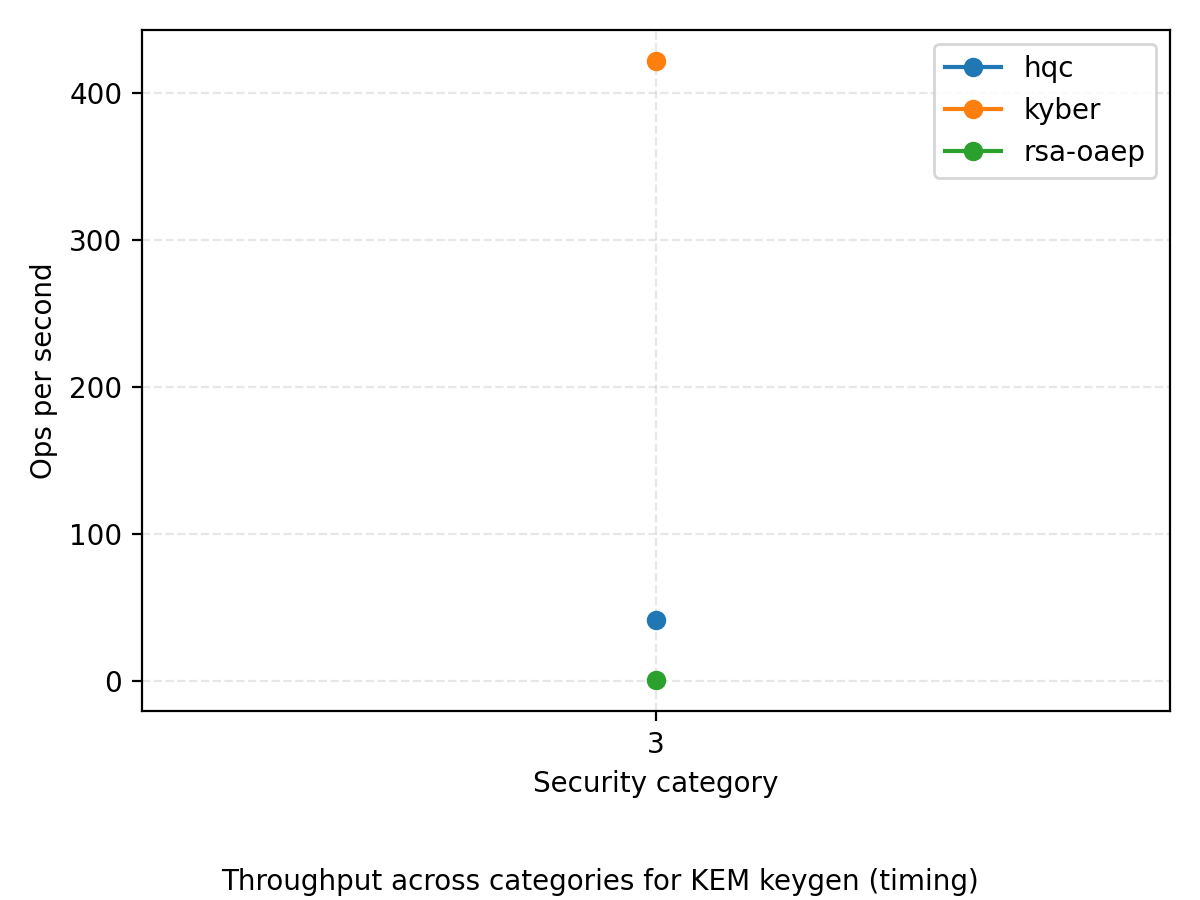 hqc
kyber
rsa-oaep
400
300
200
100
0
Ops per second
3
Security category
Throughput across categories for KEM keygen (timing)